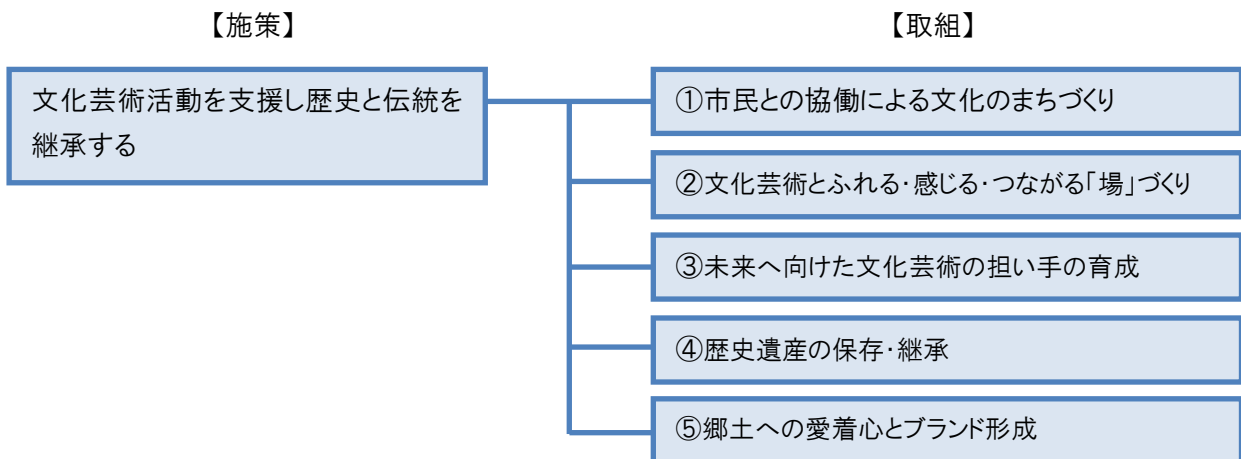 【施策】
【取組】
文化芸術活動を支援し歴史と伝統を
継承する
①市民との協働による文化のまちづくり
②文化芸術とふれる・感じる・つながる「場」づくり
③未来へ向けた文化芸術の担い手の育成
④歴史遺産の保存・継承
⑤郷土への愛着心とブランド形成